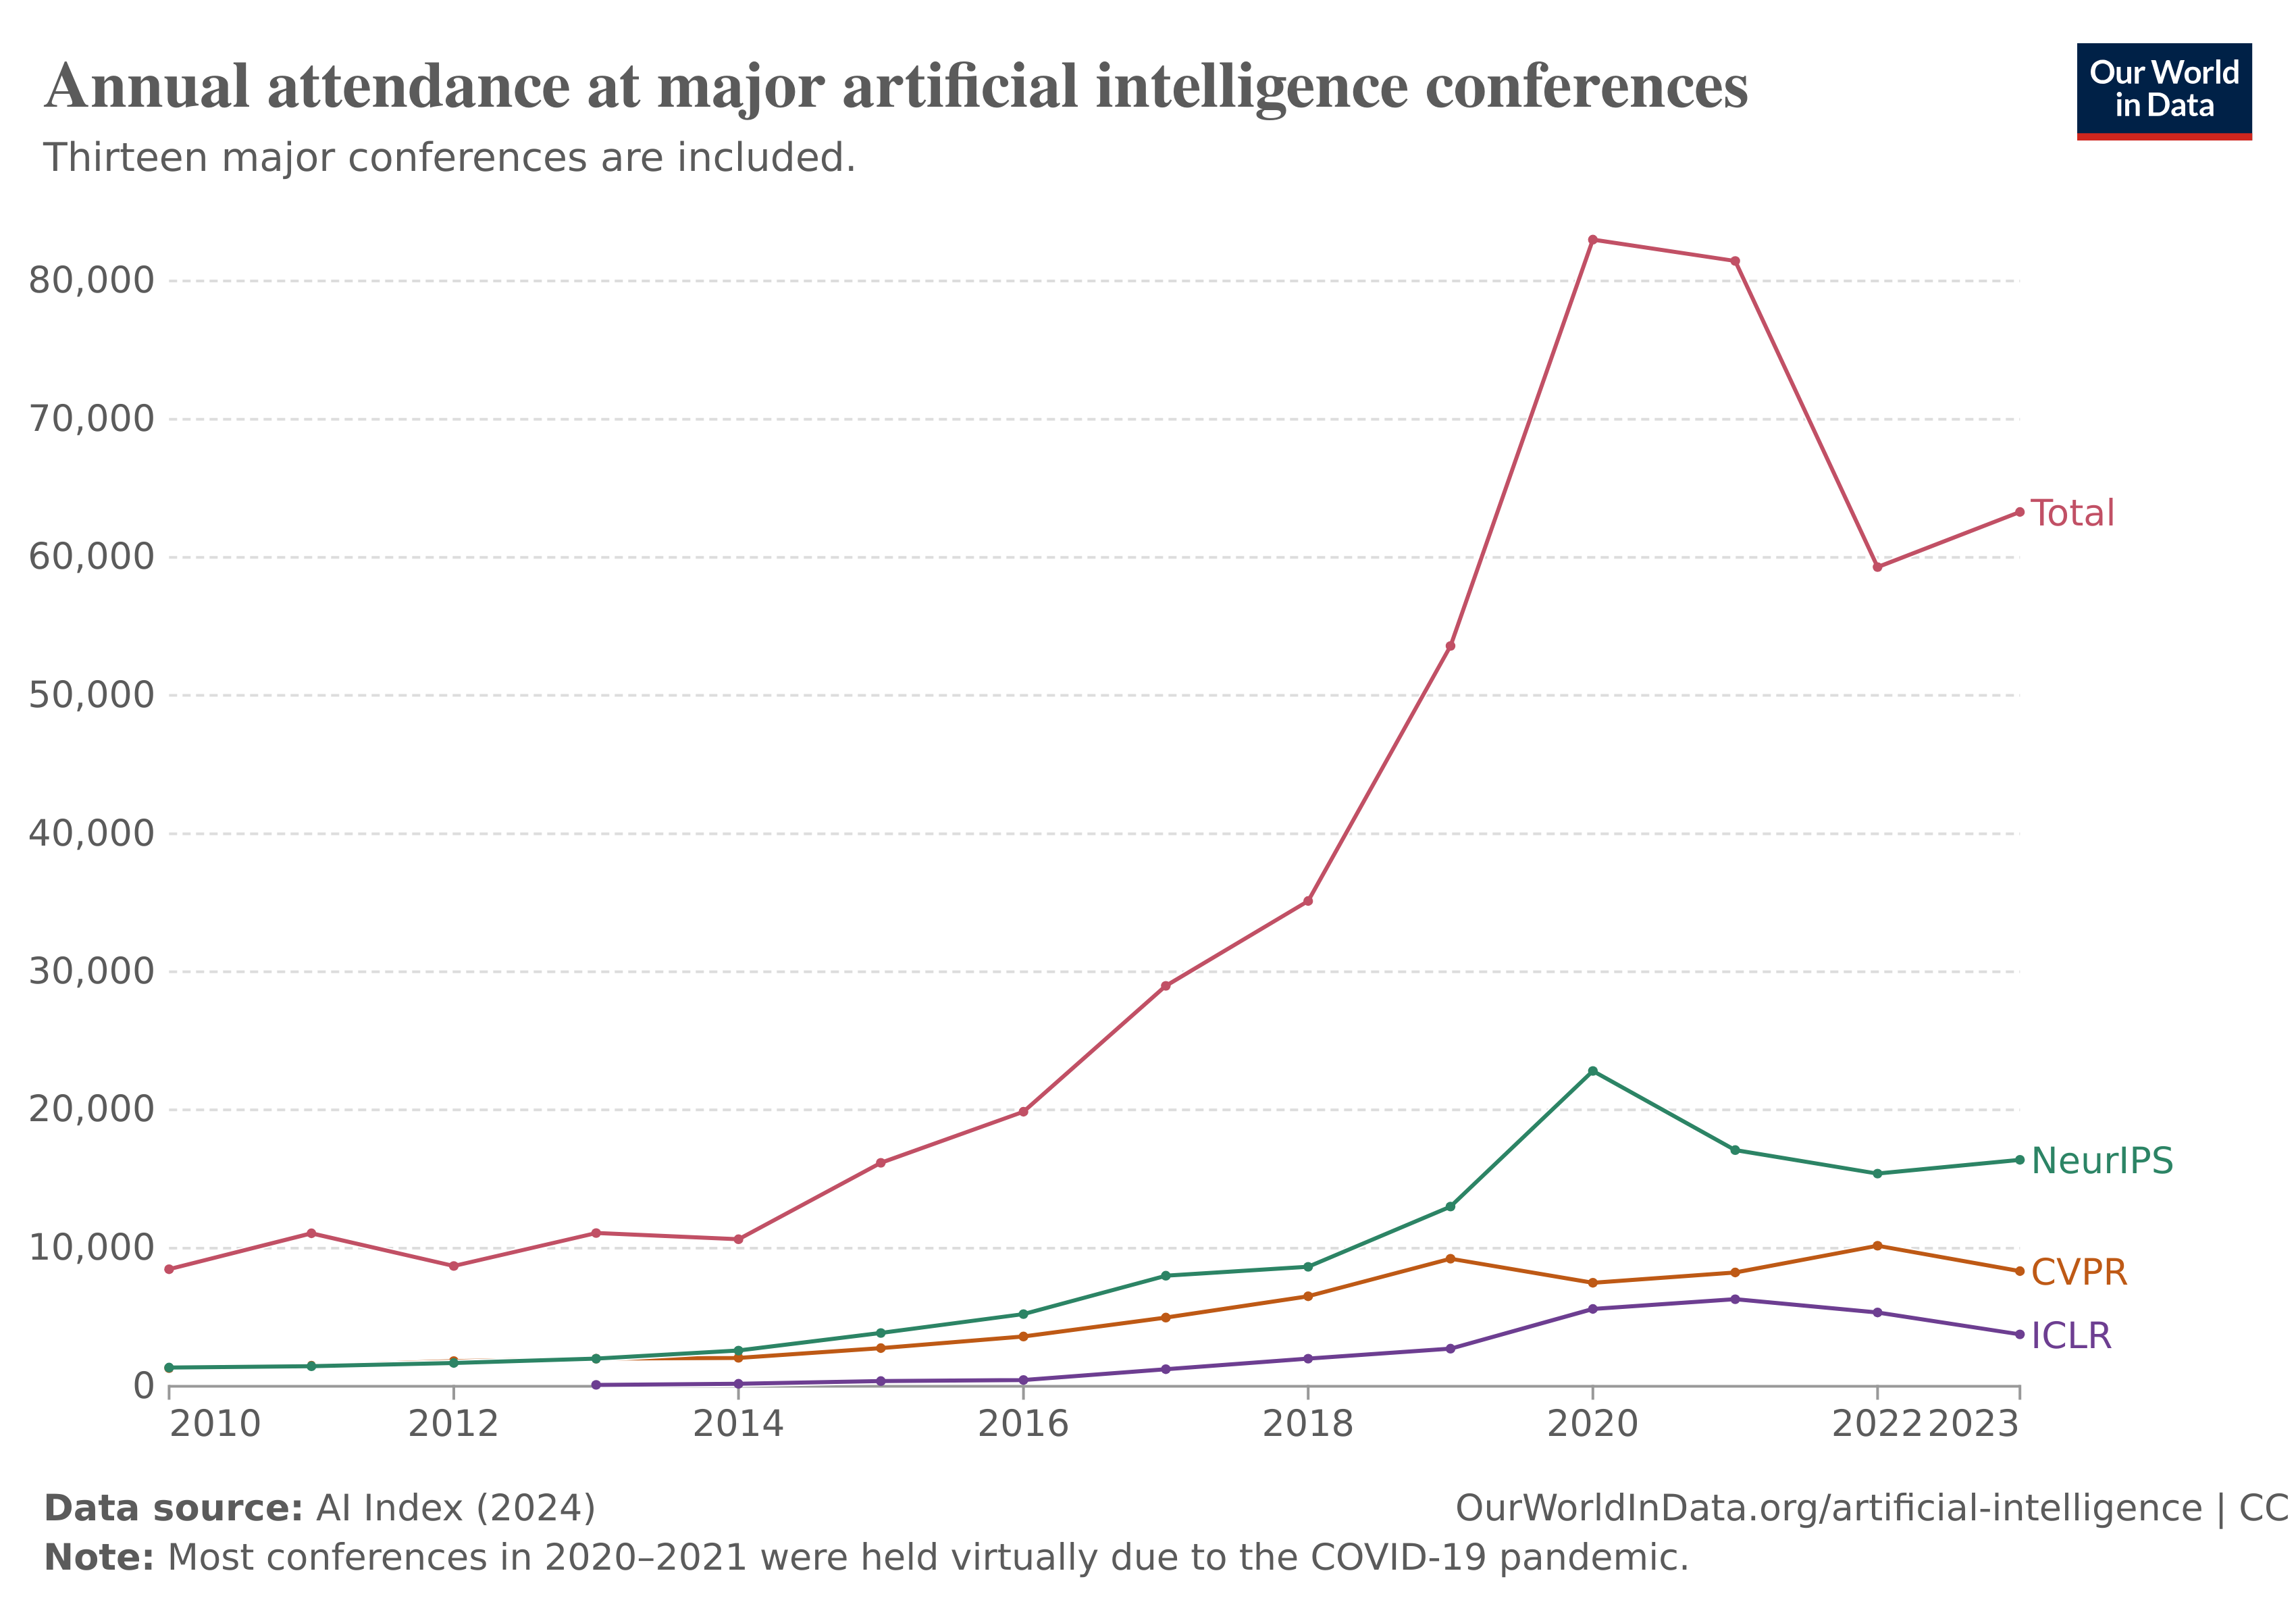 Annual attendance at major artificial intelligence conferences
Our World
in Data
Thirteen major conferences are included.
80,000
70,000
60,000
50,000
40,000
30,000
20,000
10,000
0
Total
NeurIPS
CVPR
ICLR
2010 2012 2014 2016 2018 2020 2022 2023
Data source: AI Index (2024)
OurWorldInData.org/artificial-intelligence | CC
Note: Most conferences in 2020–2021 were held virtually due to the COVID-19 pandemic.